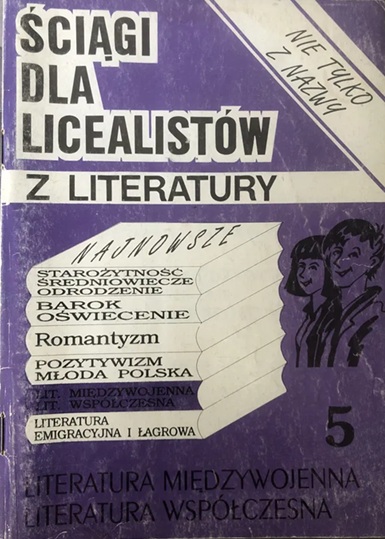 ŚCIĄGI
DLA
LICEALISTÓW
Z LITERATURY
NIE TYLKO
Z NAZWY
NAJNOWSZE
STAROŻYTNOŚĆ
ŚREDNIOWIECZE
ODRODZENIE
BAROK
OŚWIECENIE
Romantyzm
POZYTYWIZM
MŁODA POLSKA
LIT. MIĘDZYWOJENNA
LIT. WSPÓŁCZESNA
LITERATURA
EMIGRACYJNA I ŁAGROWA
5
LITERATURA MIĘDZYWOJENNA
LITERATURA WSPÓŁCZESNA